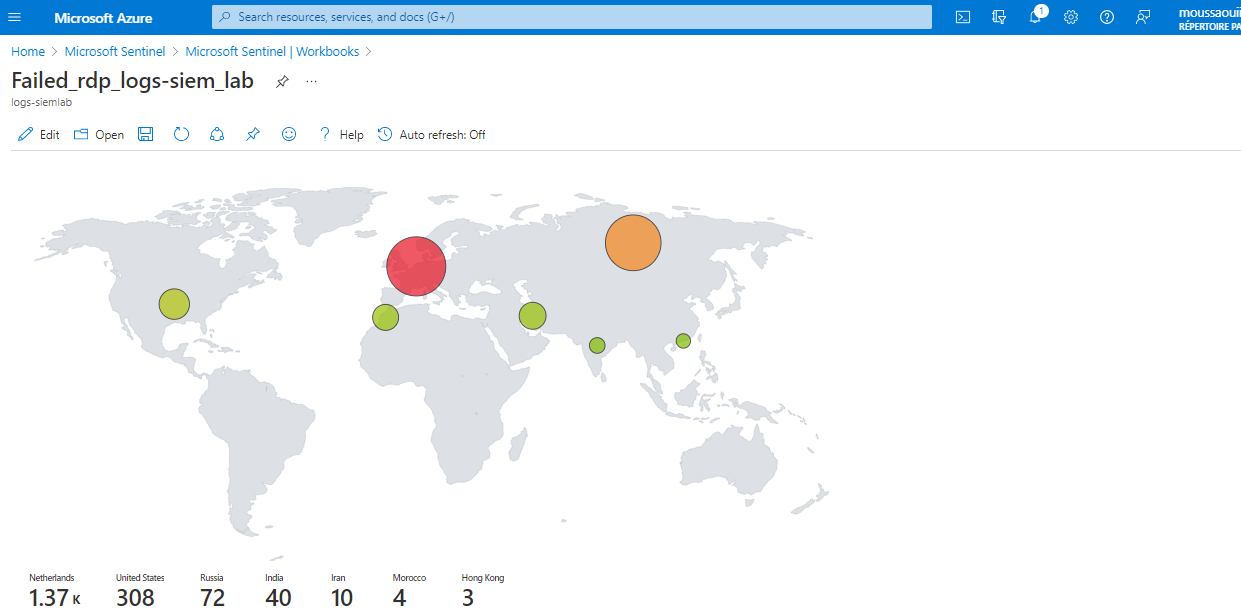 Microsoft Azure
Search resources, services, and docs (G+/)
1
moussaouii
RÉPERTOIRE PA
Home > Microsoft Sentinel > Microsoft Sentinel | Workbooks >
Failed_rdp_logs-siem_lab ...
logs-siemlab
Edit Open ? Help Auto refresh: Off
Netherlands United States Russia India Iran Morocco Hong Kong
1.37 K 308 72 40 10 4 3